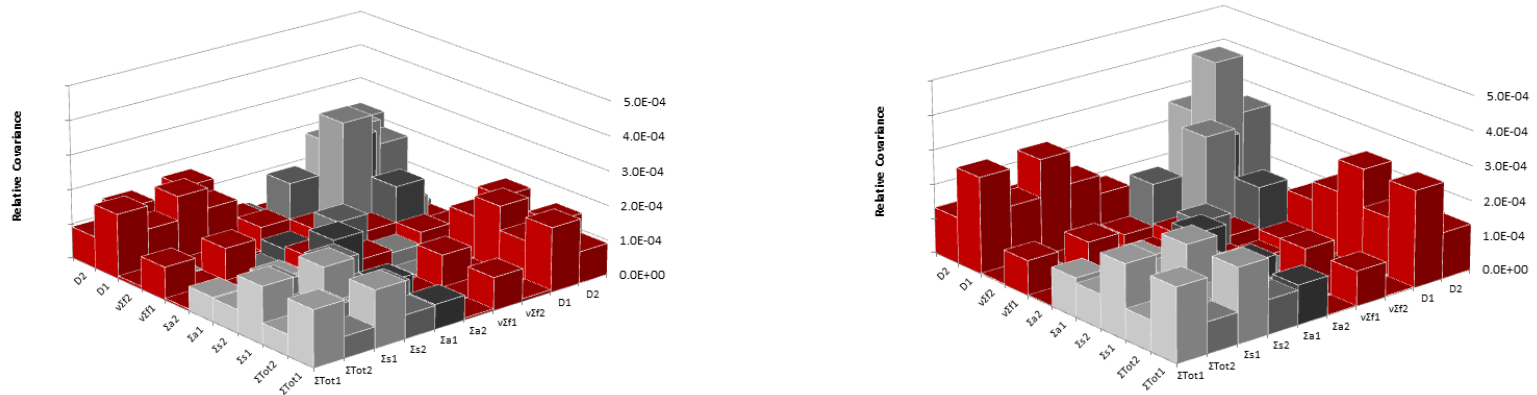 Relative Covariance
5.0E-04
4.0E-04
3.0E-04
2.0E-04
1.0E-04
0.0E+00
D2
D1
νΣf2
νΣf1
Σa2
Σa1
Σs2
Σs1
ΣTot2
ΣTot1
ΣTot1
ΣTot2
Σs1
Σs2
Σa1
Σa2
νΣf1
νΣf2
D1
D2
Relative Covariance
5.0E-04
4.0E-04
3.0E-04
2.0E-04
1.0E-04
0.0E+00
D2
D1
νΣf2
νΣf1
Σa2
Σa1
Σs2
Σs1
ΣTot2
ΣTot1
ΣTot1
ΣTot2
Σs1
Σs2
Σa1
Σa2
νΣf1
νΣf2
D1
D2